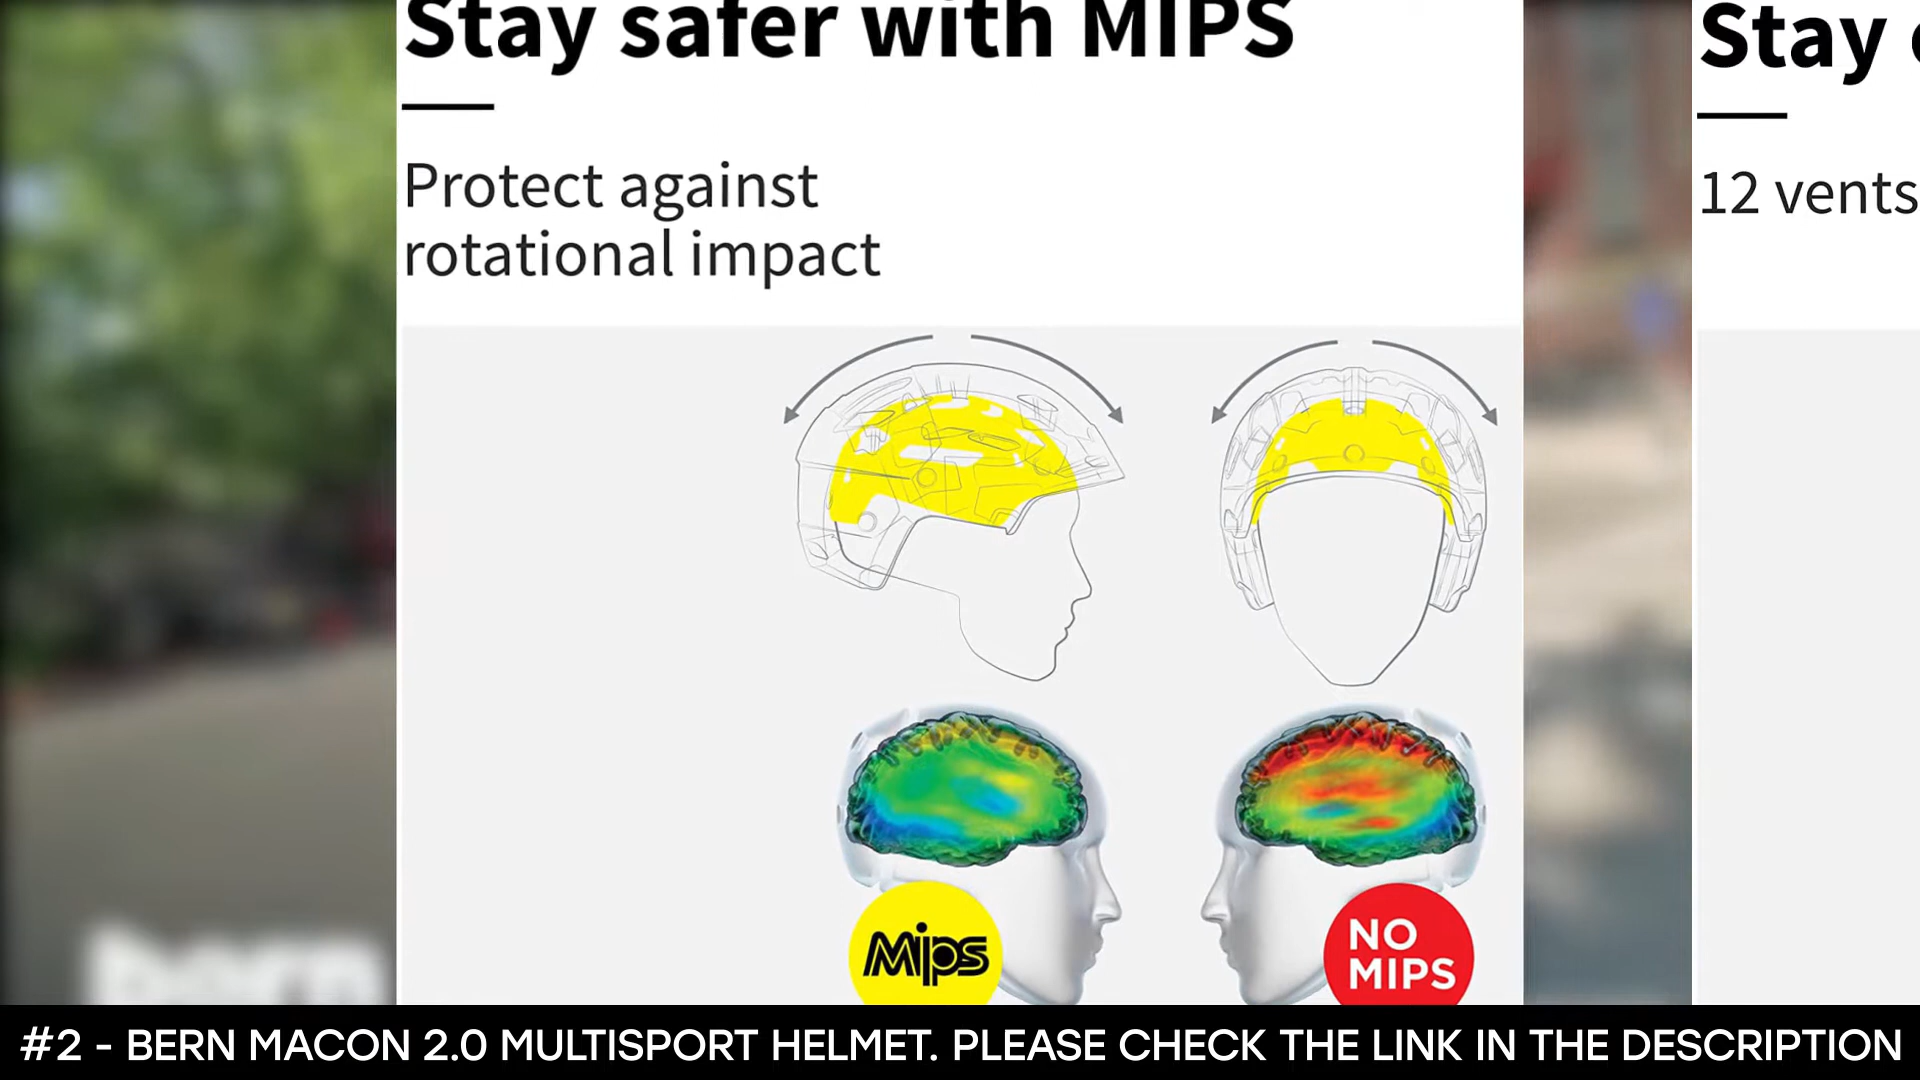 Stay safer with MIPS
Protect against
rotational impact
Mips
NO
MIPS
Stay
12 vents
#2 - BERN MACON 2.0 MULTISPORT HELMET. PLEASE CHECK THE LINK IN THE DESCRIPTION